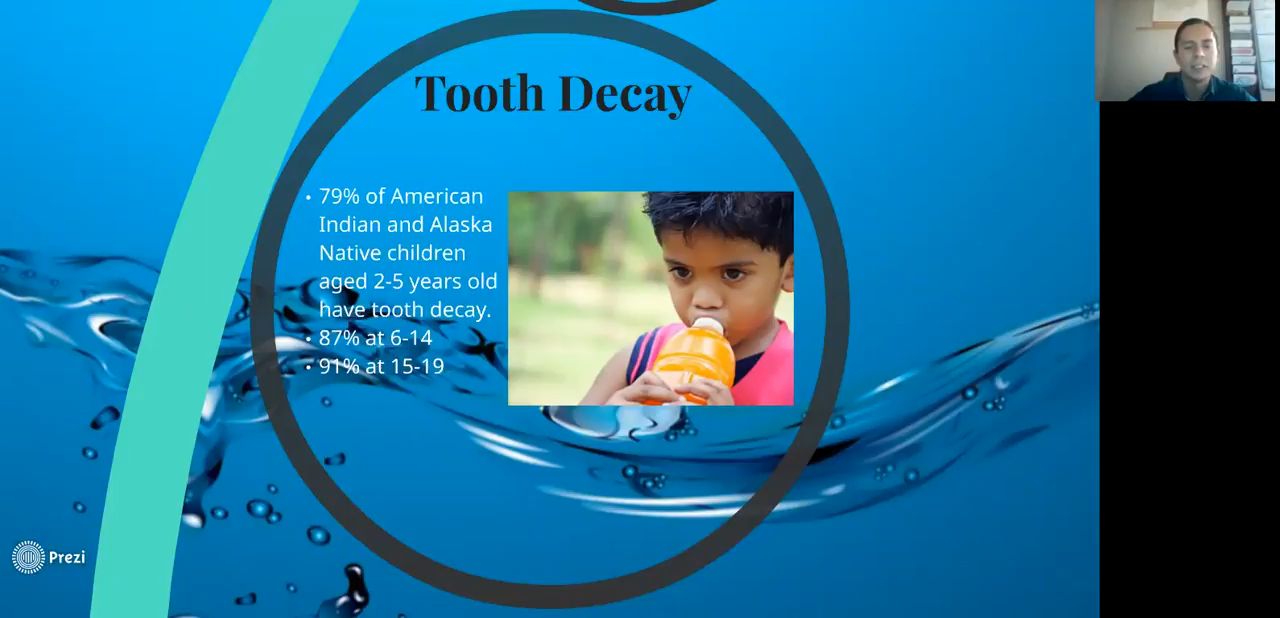 Tooth Decay
• 79% of American
Indian and Alaska
Native children
aged 2-5 years old
have tooth decay.
• 87% at 6-14
• 91% at 15-19
Prezi